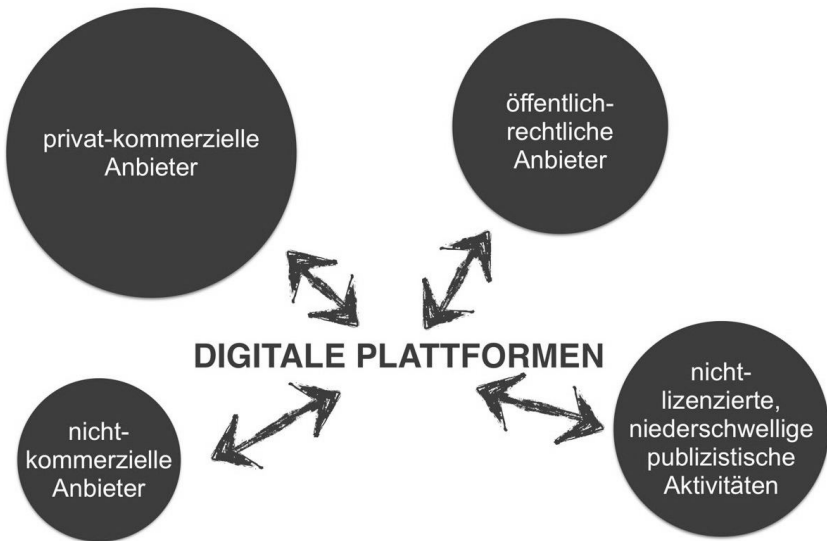 privat-kommerzielle
Anbieter
öffentlich-
rechtliche
Anbieter
DIGITALE PLATTFORMEN
nicht-
kommerzielle
Anbieter
nicht-
lizenzierte,
niederschwellige
publizistische
Aktivitäten